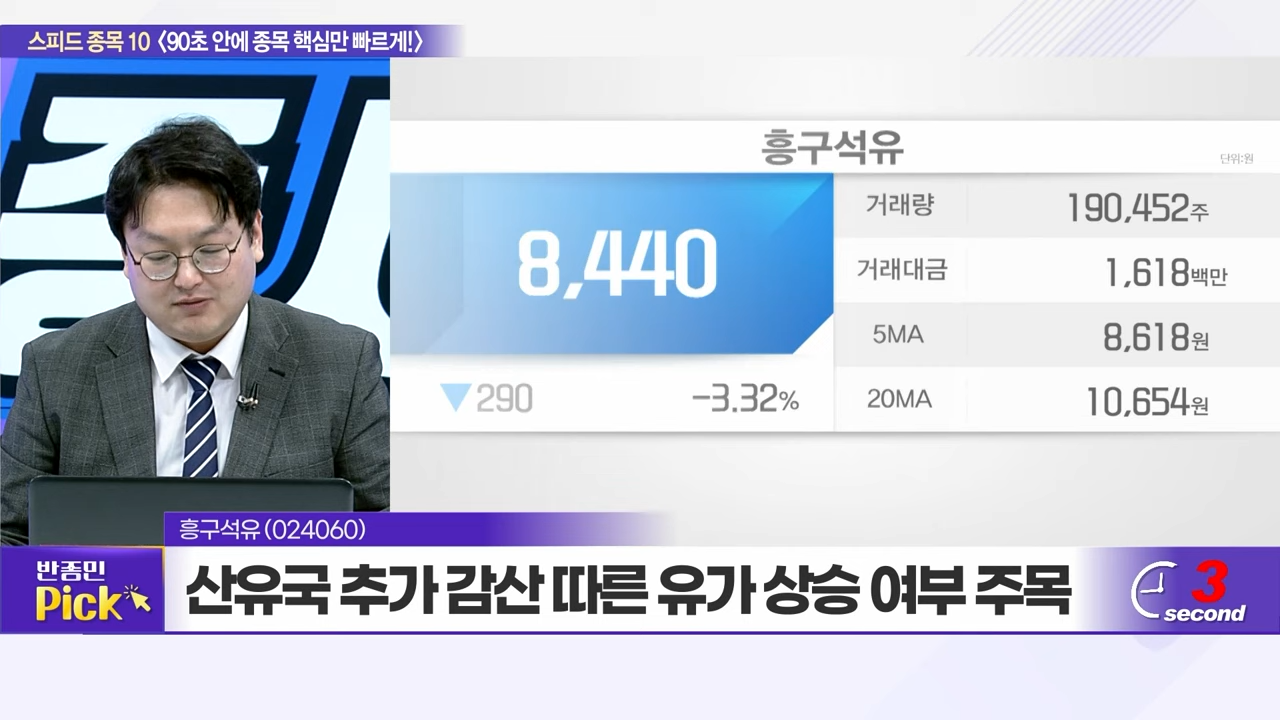 스피드 종목 10 <90초 안에 종목 핵심만 빠르게!>
흥구석유
단위:원
8,440
▼290 -3.32%
거래량 190,452주
거래대금 1,618백만
5MA 8,618원
20MA 10,654원
흥구석유(024060)
반종민
Pick
산유국 추가 감산 따른 유가 상승 여부 주목
3
second